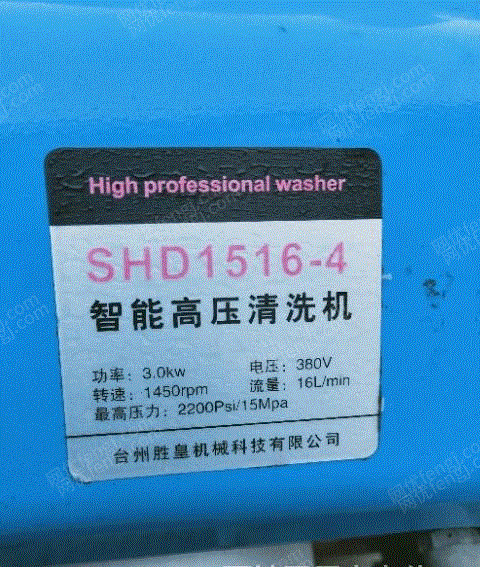 High professional washer
SHD1516-4
智能高压清洗机
功率：3.0kw 电压：380V
转速：1450rpm 流量：16L/min
最高压力：2200Psi/15Mpa
台州胜皇机械科技有限公司